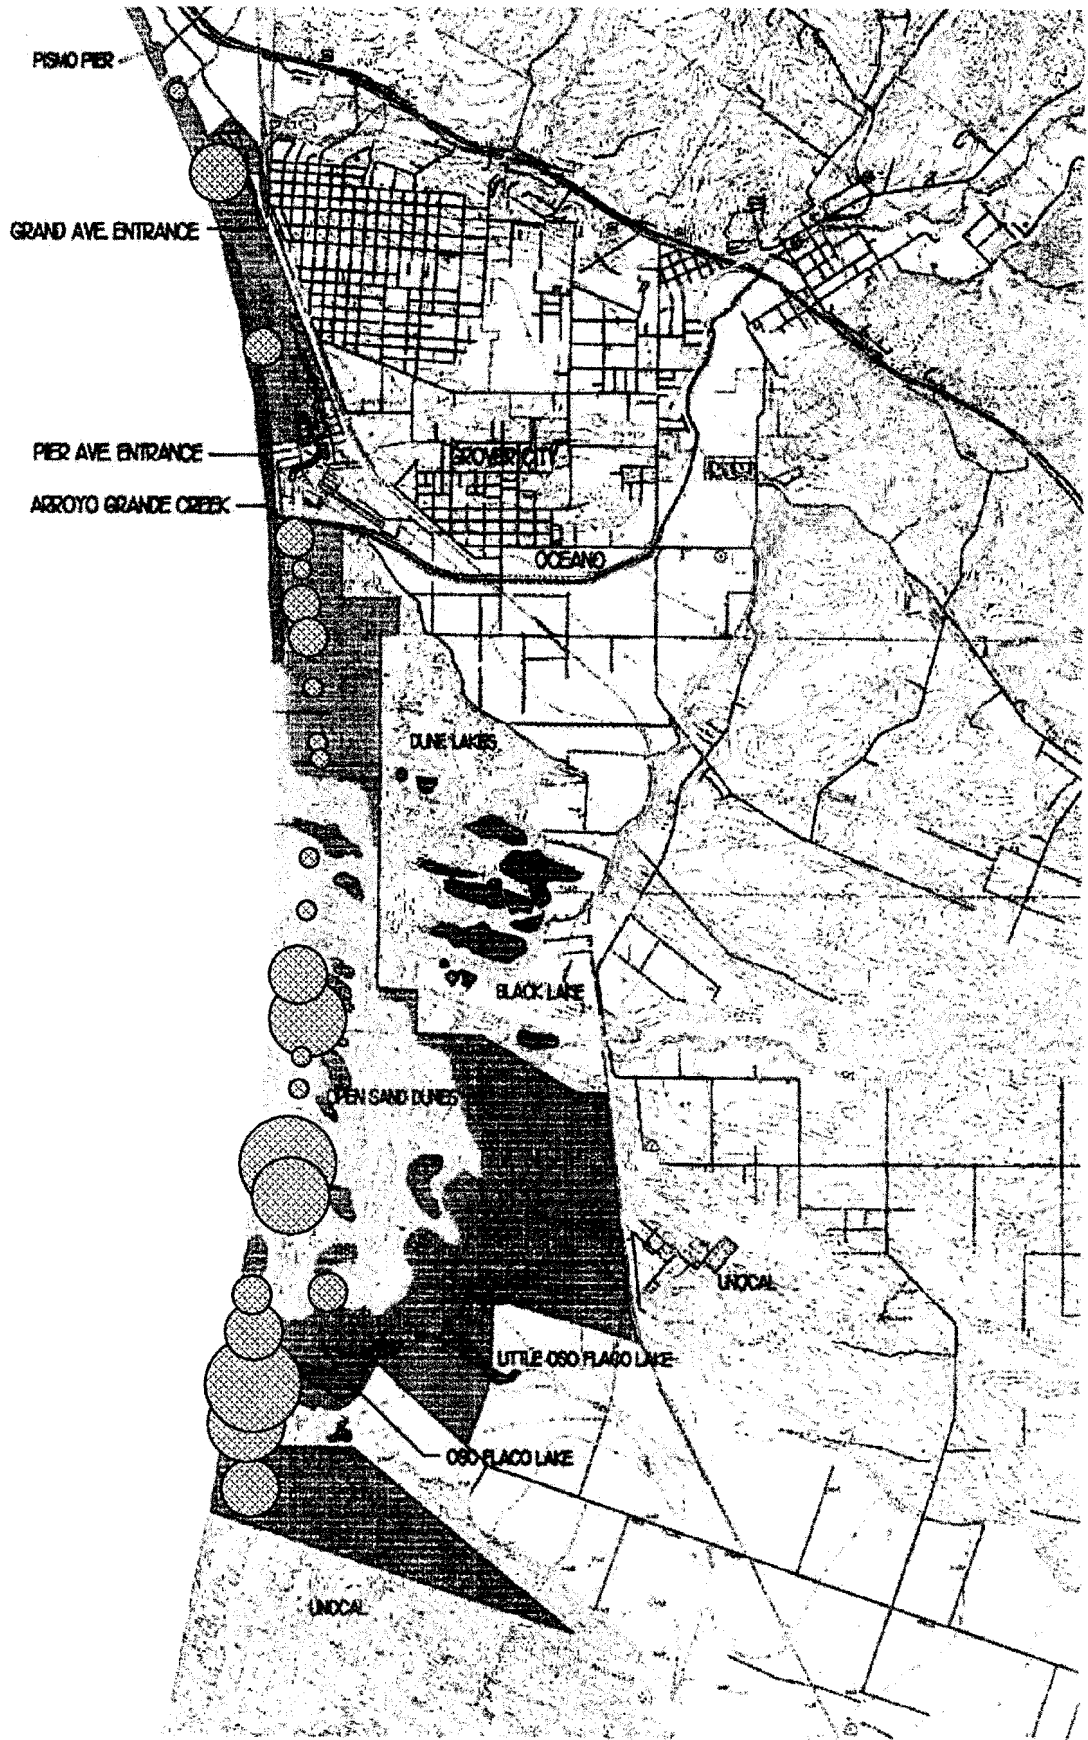 PISMO PIER
GRAND AVE. ENTRANCE
PIER AVE. ENTRANCE
GROVER CITY
ARROYO GRANDE CREEK
OCEANO
DUNE LAKES
BLACK LAKE
OPEN SAND DUNES
UNOCAL
LITTLE OSO FLACO LAKE
OSO FLACO LAKE
UNOCAL